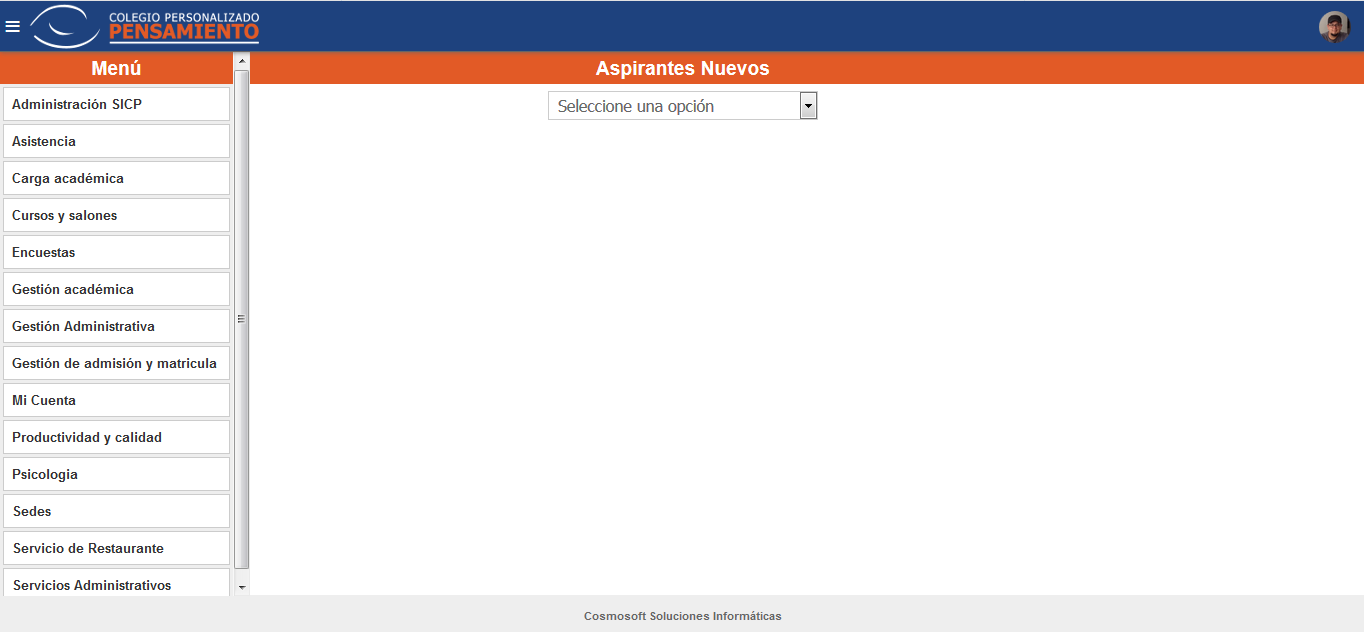 COLEGIO PERSONALIZADO
PENSAMIENTO
Menú
Aspirantes Nuevos
Seleccione una opción
Administración SICP
Asistencia
Carga académica
Cursos y salones
Encuestas
Gestión académica
Gestión Administrativa
Gestión de admisión y matricula
Mi Cuenta
Productividad y calidad
Psicologia
Sedes
Servicio de Restaurante
Servicios Administrativos
Cosmosoft Soluciones Informáticas